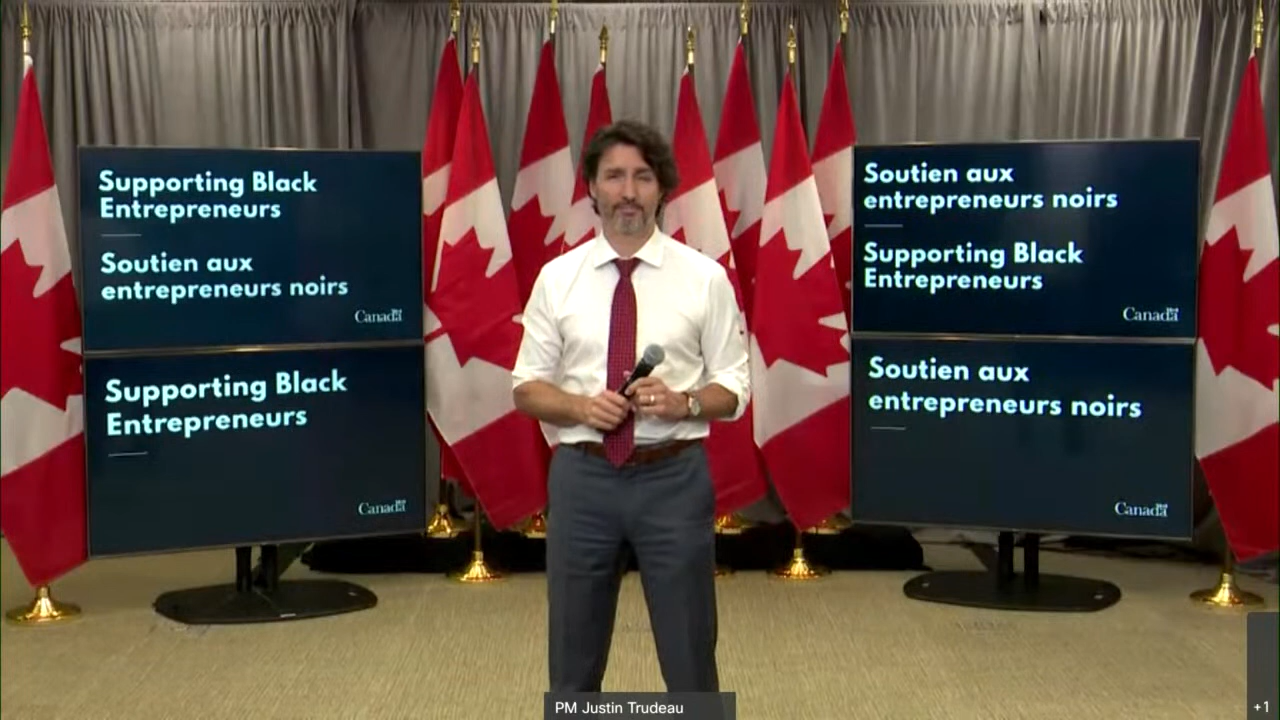 Supporting Black
Entrepreneurs
Soutien aux
entrepreneurs noirs
Canada
Supporting Black
Entrepreneurs
Canada
Soutien aux
entrepreneurs noirs
Supporting Black
Entrepreneurs
Canada
Soutien aux
entrepreneurs noirs
Canada
PM Justin Trudeau
+1